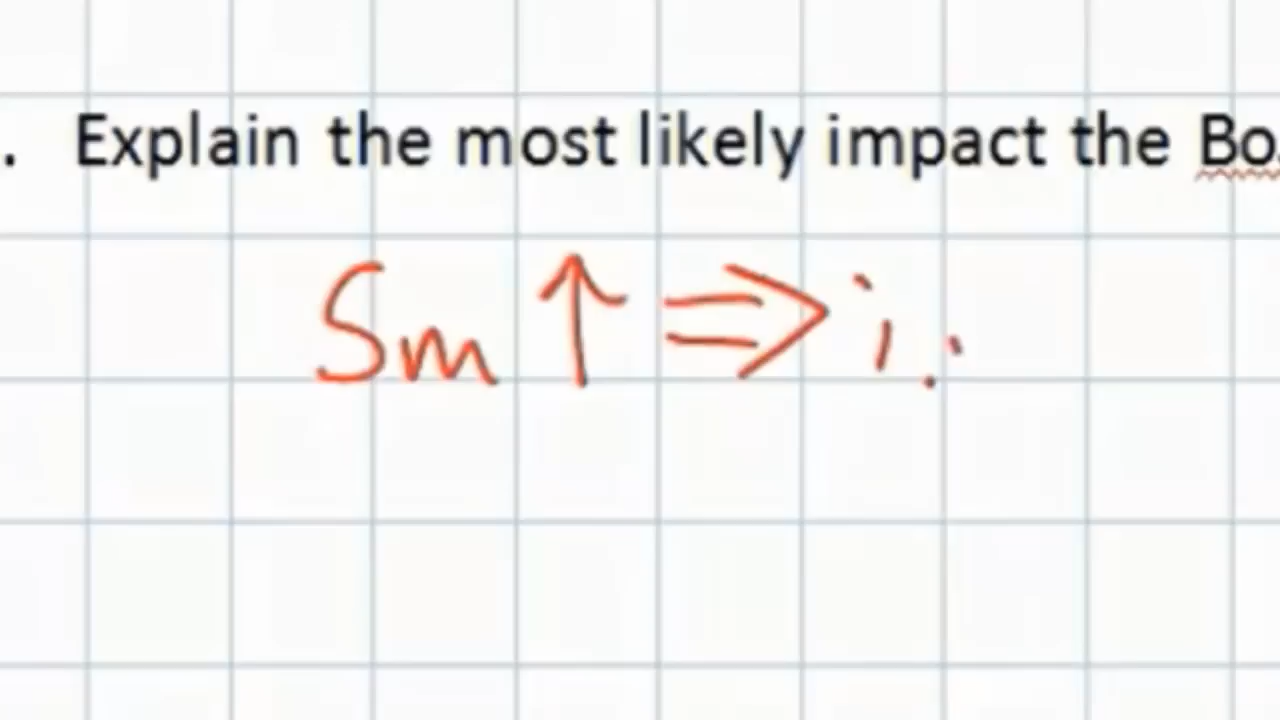 . Explain the most likely impact the Bo
Sm ↑ ⇒ i